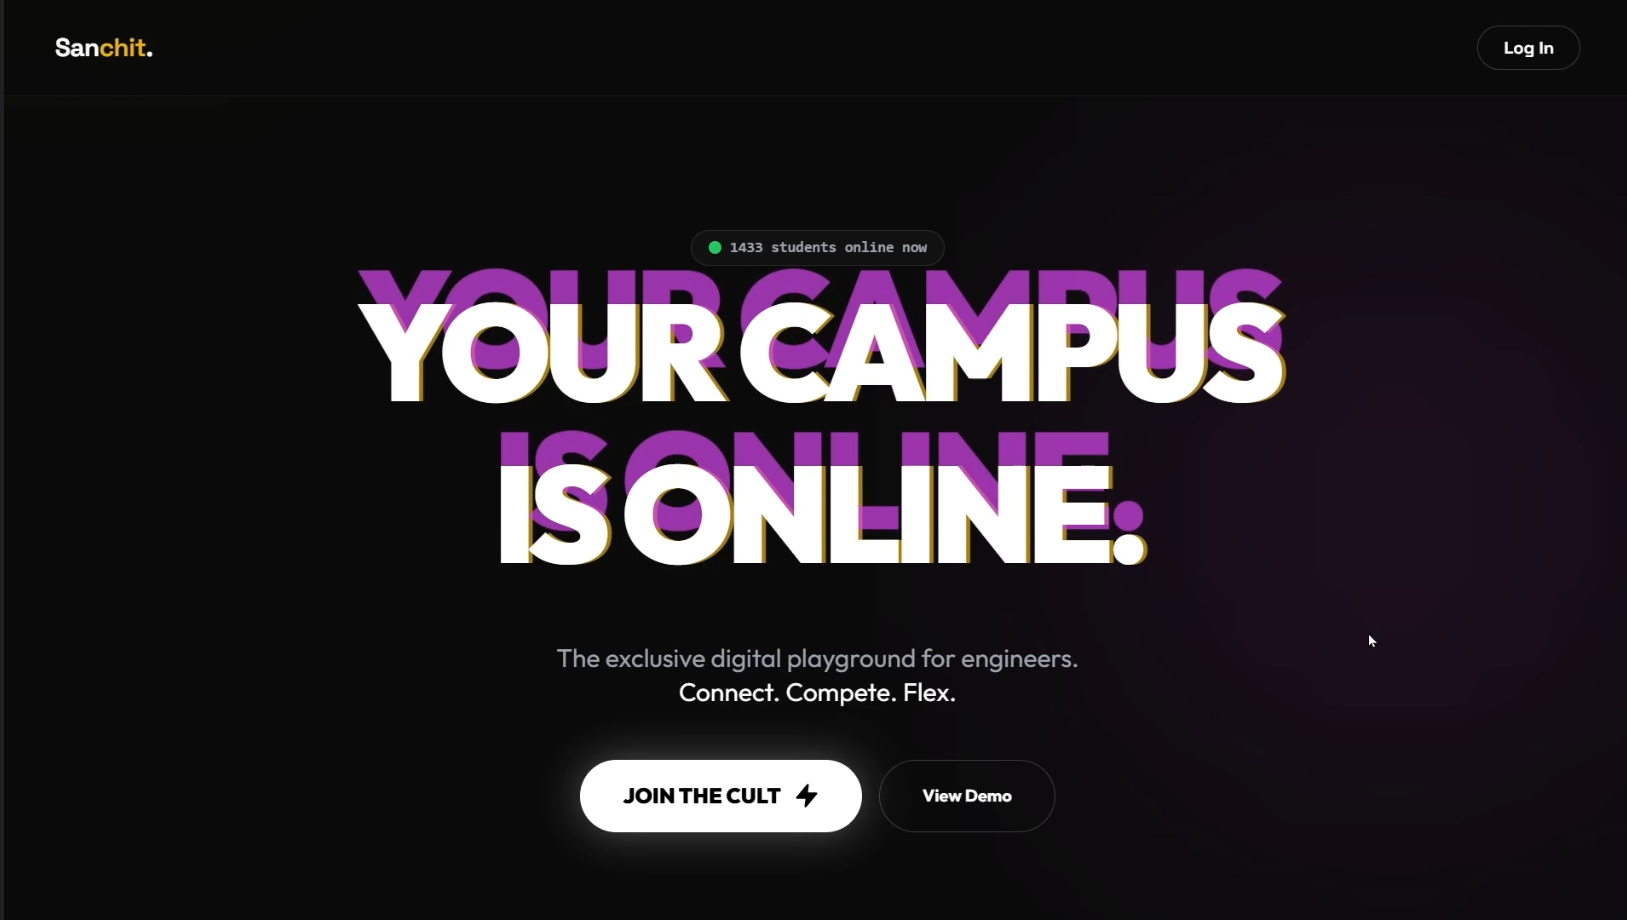 Sanchit.
Log In
1433 students online now
YOUR CAMPUS
IS ONLINE.
The exclusive digital playground for engineers.
Connect. Compete. Flex.
JOIN THE CULT
View Demo